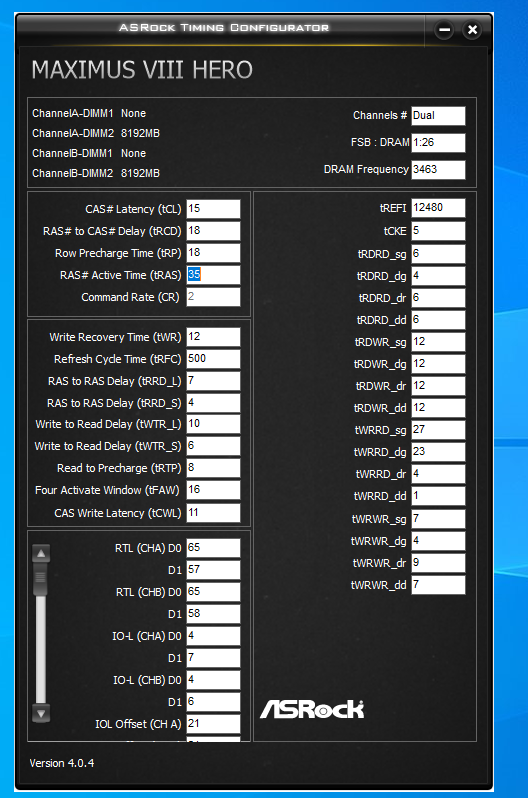 ASRock Timing Configurator
MAXIMUS VIII HERO
ChannelA-DIMM1 None
ChannelA-DIMM2 8192MB
ChannelB-DIMM1 None
ChannelB-DIMM2 8192MB
Channels # Dual
FSB : DRAM 1:26
DRAM Frequency 3463
CAS# Latency (tCL) 15
RAS# to CAS# Delay (tRCD) 18
Row Precharge Time (tRP) 18
RAS# Active Time (tRAS) 35
Command Rate (CR) 2
Write Recovery Time (tWR) 12
Refresh Cycle Time (tRFC) 500
RAS to RAS Delay (tRRD_L) 7
RAS to RAS Delay (tRRD_S) 4
Write to Read Delay (tWTR_L) 10
Write to Read Delay (tWTR_S) 6
Read to Precharge (tRTP) 8
Four Activate Window (tFAW) 16
CAS Write Latency (tCWL) 11
RTL (CHA) D0 65
D1 57
RTL (CHB) D0 65
D1 58
IO-L (CHA) D0 4
D1 7
IO-L (CHB) D0 4
D1 6
IOL Offset (CH A) 21
tREFI 12480
tCKE 5
tRDRD_sg 6
tRDRD_dg 4
tRDRD_dr 6
tRDRD_dd 6
tRDWR_sg 12
tRDWR_dg 12
tRDWR_dr 12
tRDWR_dd 12
tWRRD_sg 27
tWRRD_dg 23
tWRRD_dr 4
tWRRD_dd 1
tWRWR_sg 7
tWRWR_dg 4
tWRWR_dr 9
tWRWR_dd 7
ASRock
Version 4.0.4